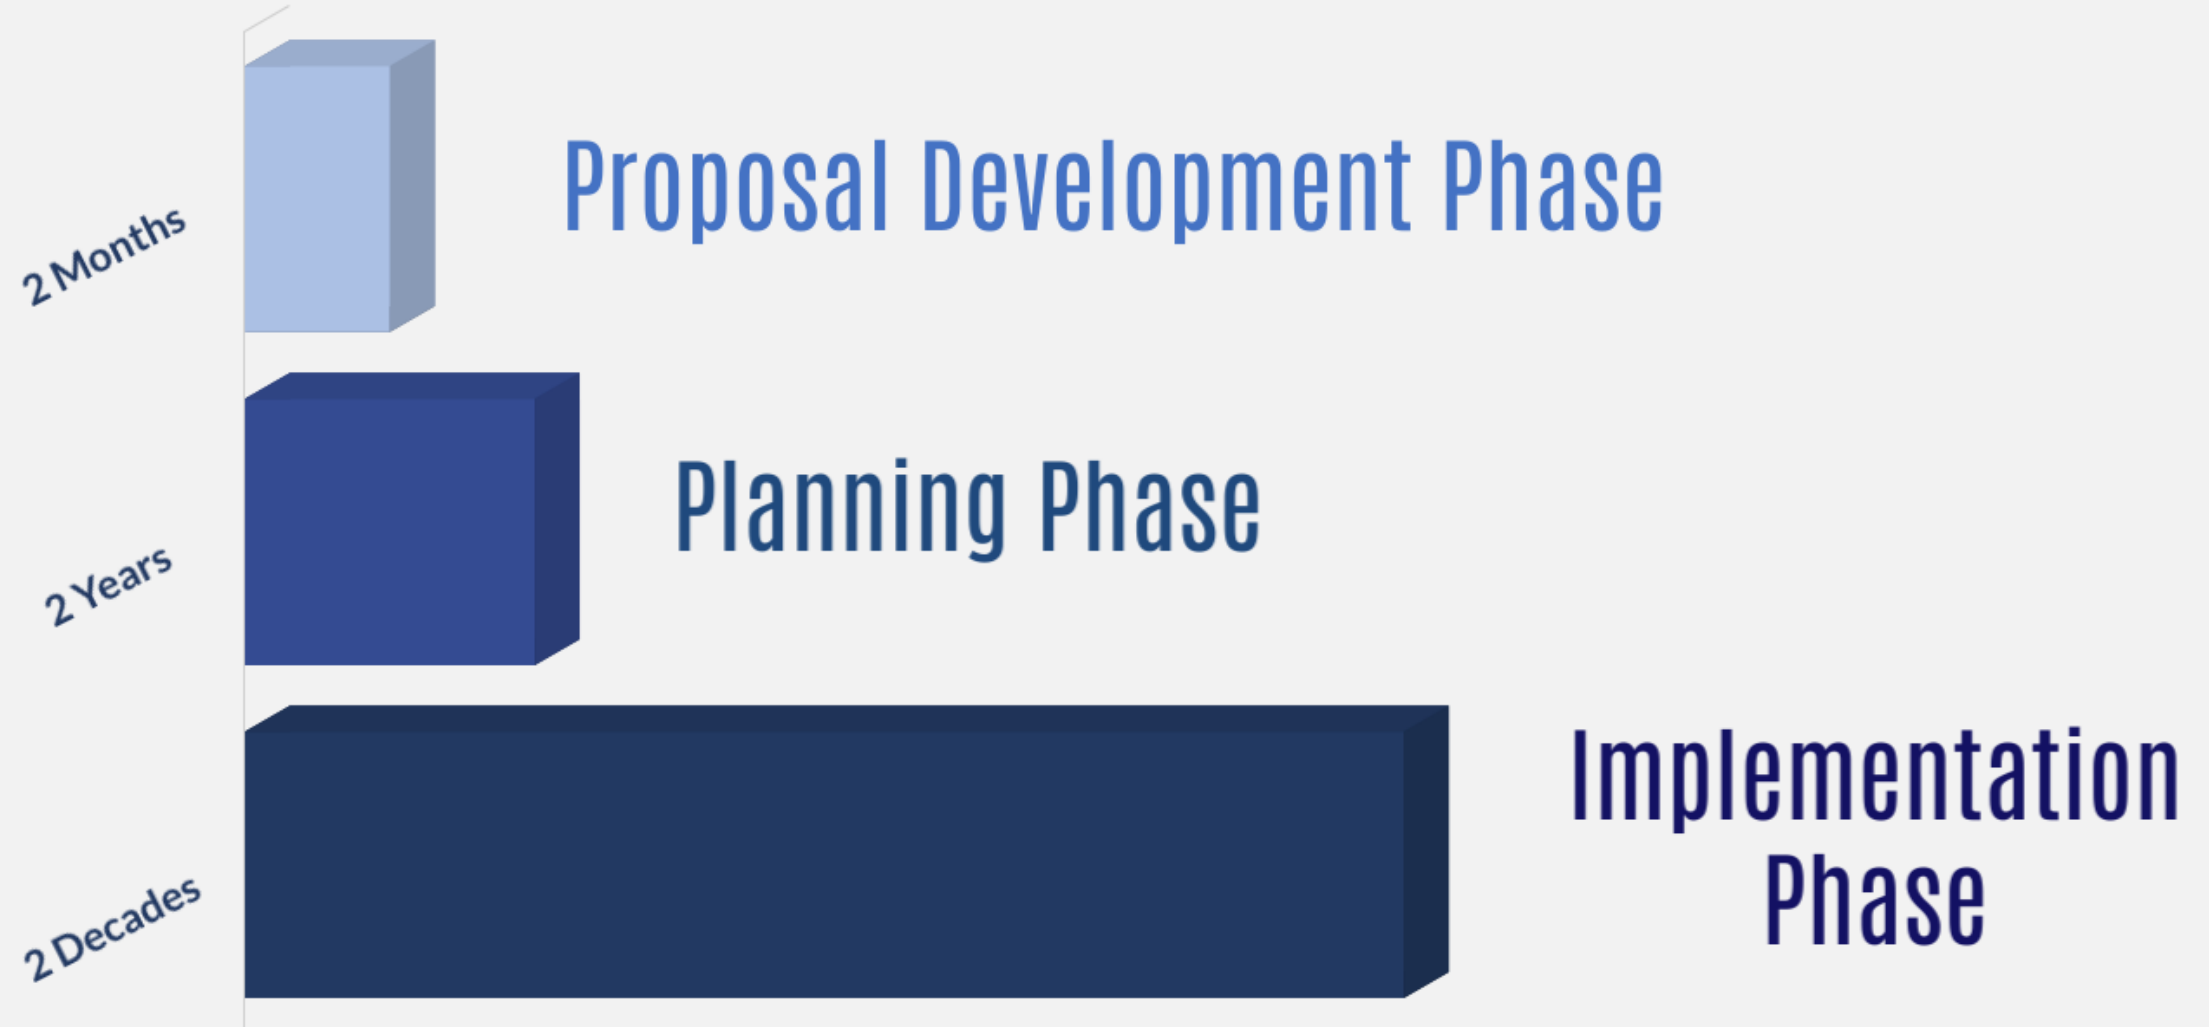 2 Months
Proposal Development Phase
2 Years
Planning Phase
2 Decades
Implementation
Phase